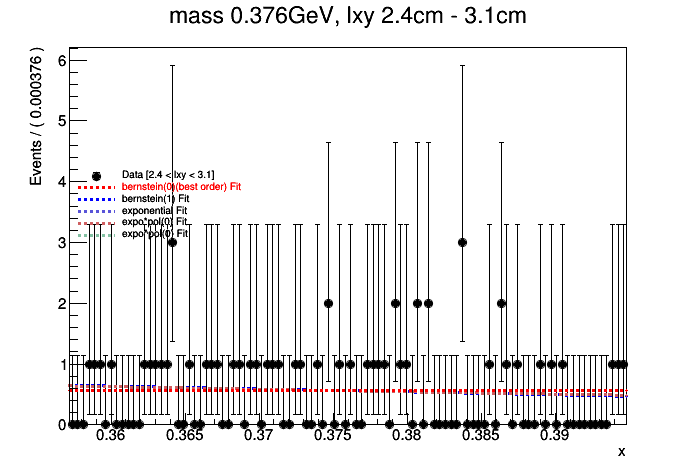 mass 0.376GeV, lxy 2.4cm - 3.1cm
Events / ( 0.000376 )
6
5
4
3
2
1
0
Data [2.4 < lxy < 3.1]
bernstein(0)(best order) Fit
bernstein(1) Fit
exponential Fit
expo*pol(0) Fit
expo*pol(0) Fit
0.36 0.365 0.37 0.375 0.38 0.385 0.39
x